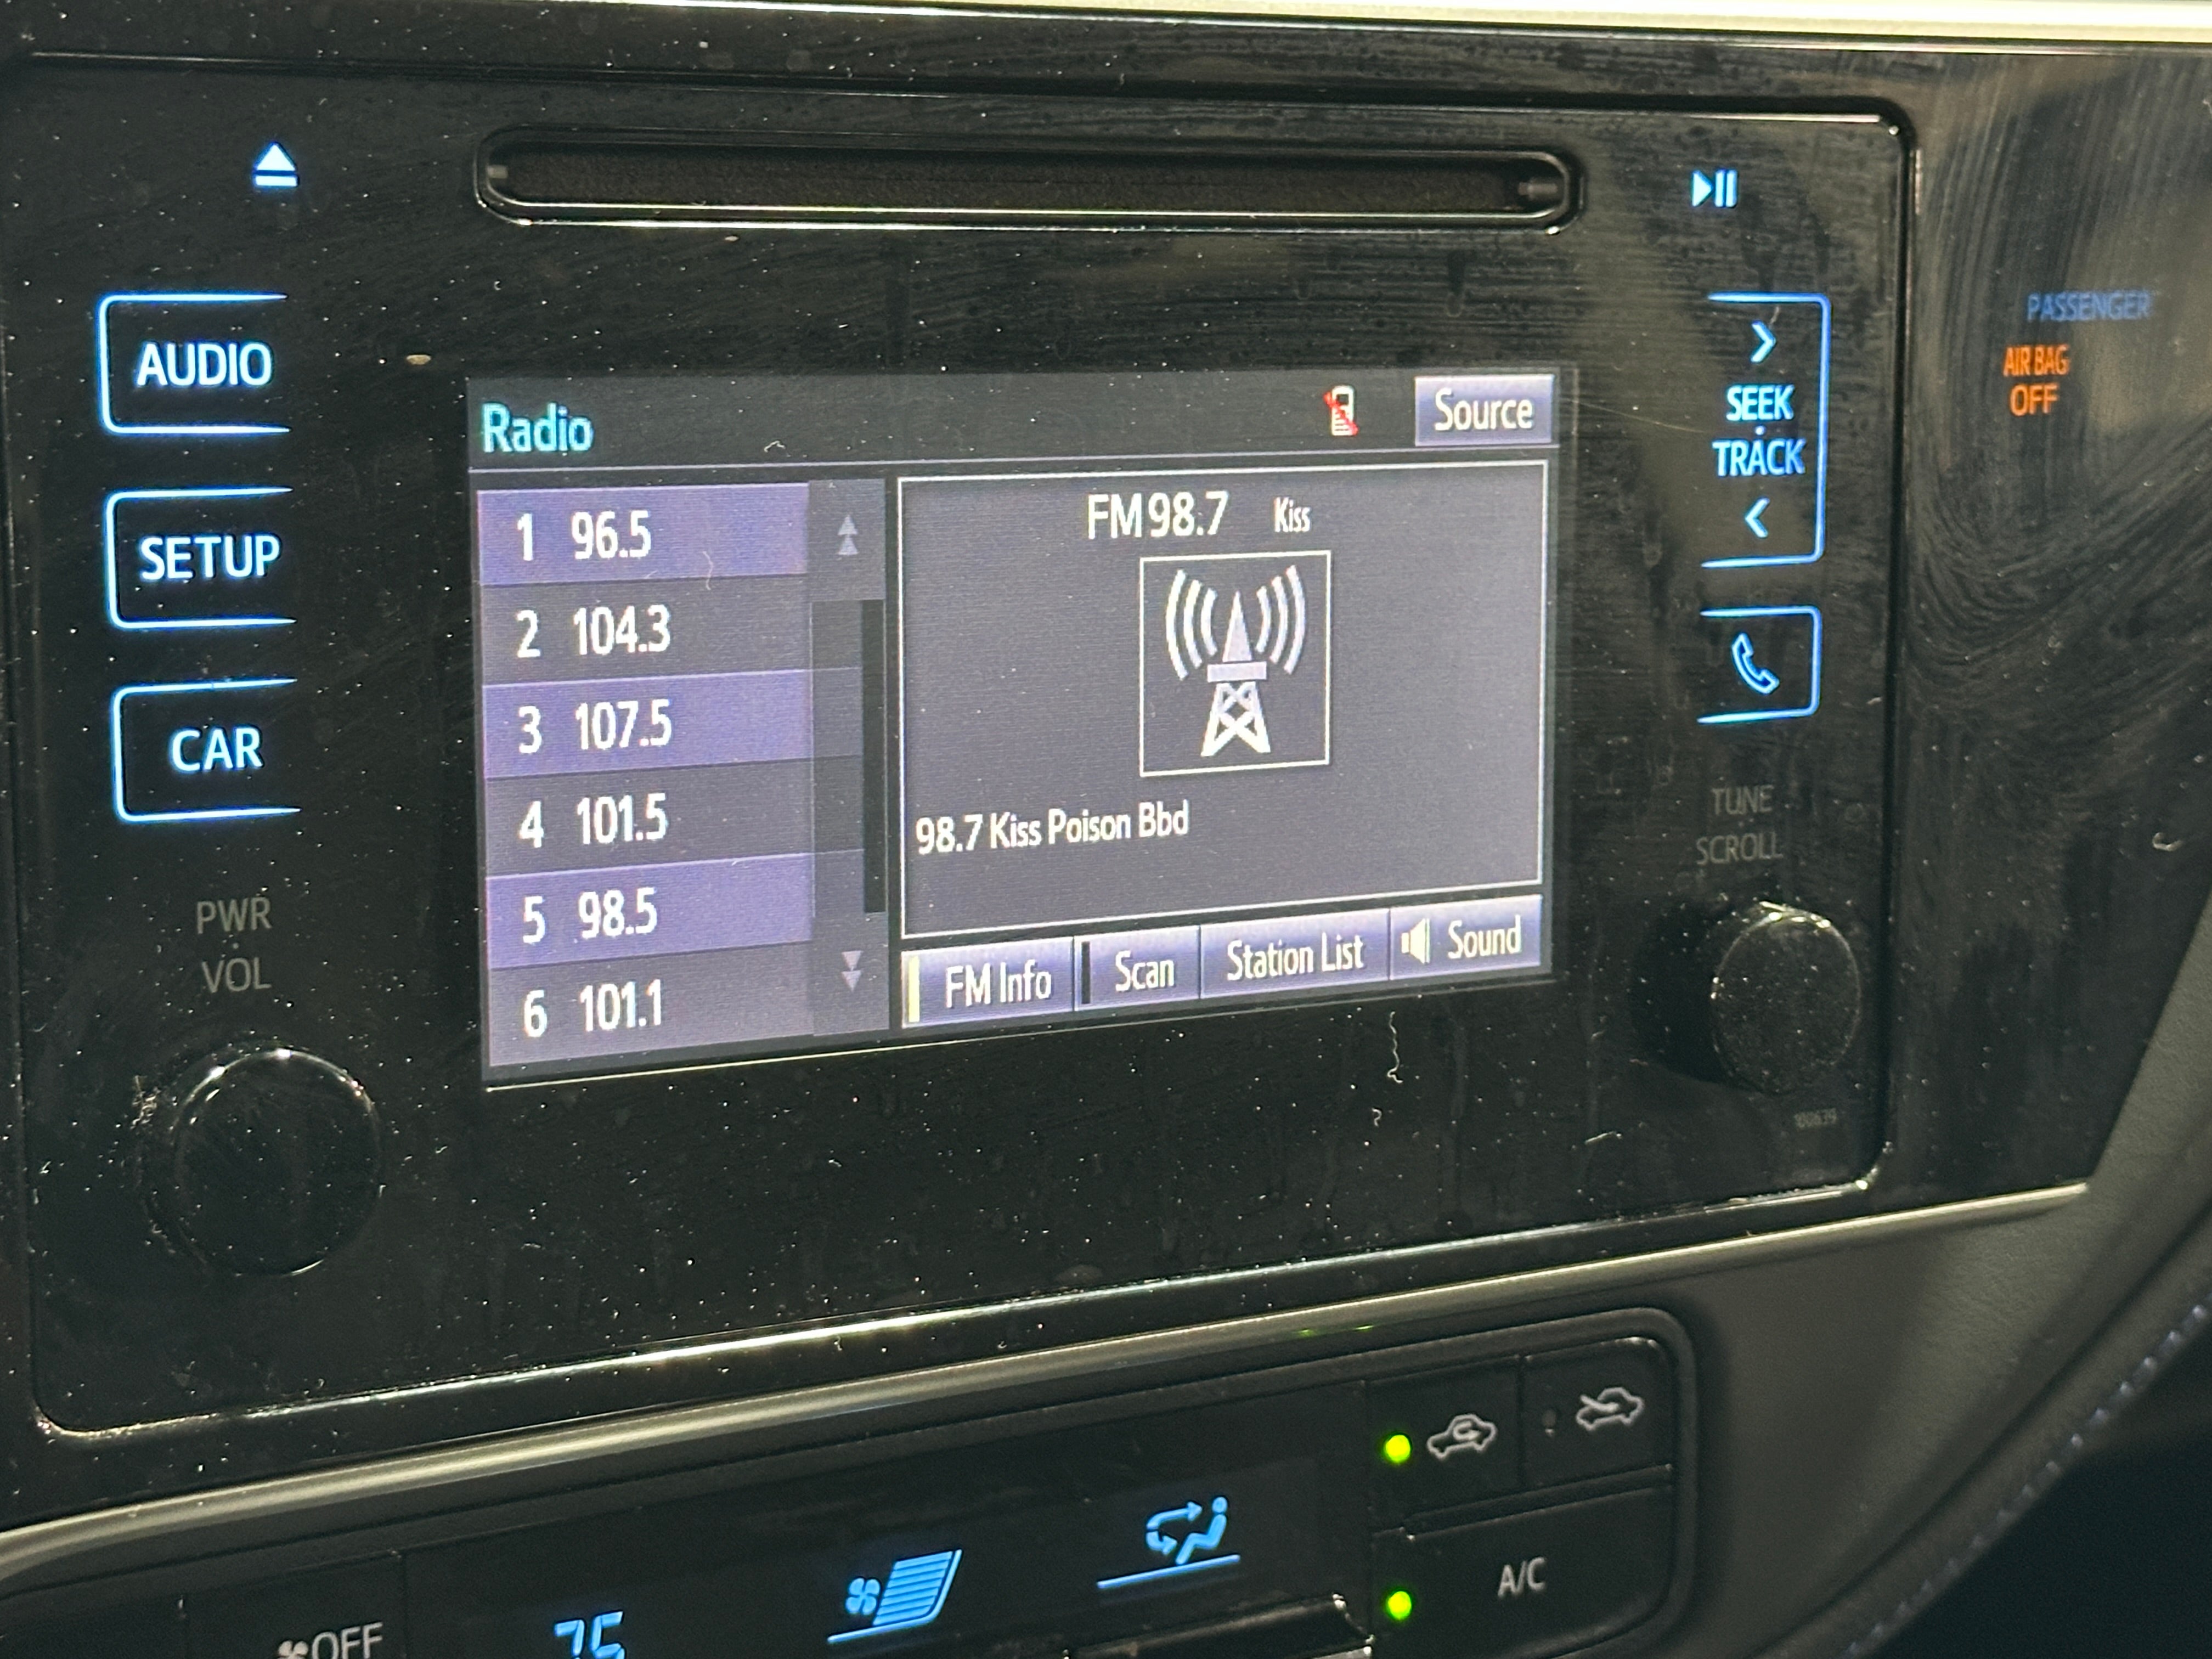 AUDIO
SETUP
CAR
PWR
VOL
Radio
Source
1 96.5
2 104.3
3 107.5
4 101.5
5 98.5
6 101.1
FM 98.7 Kiss
98.7 Kiss Poison Bbd
FM Info
Scan
Station List
Sound
SEEK
TRACK
TUNE
SCROLL
PASSENGER
AIR BAG
OFF
OFF
75
A/C